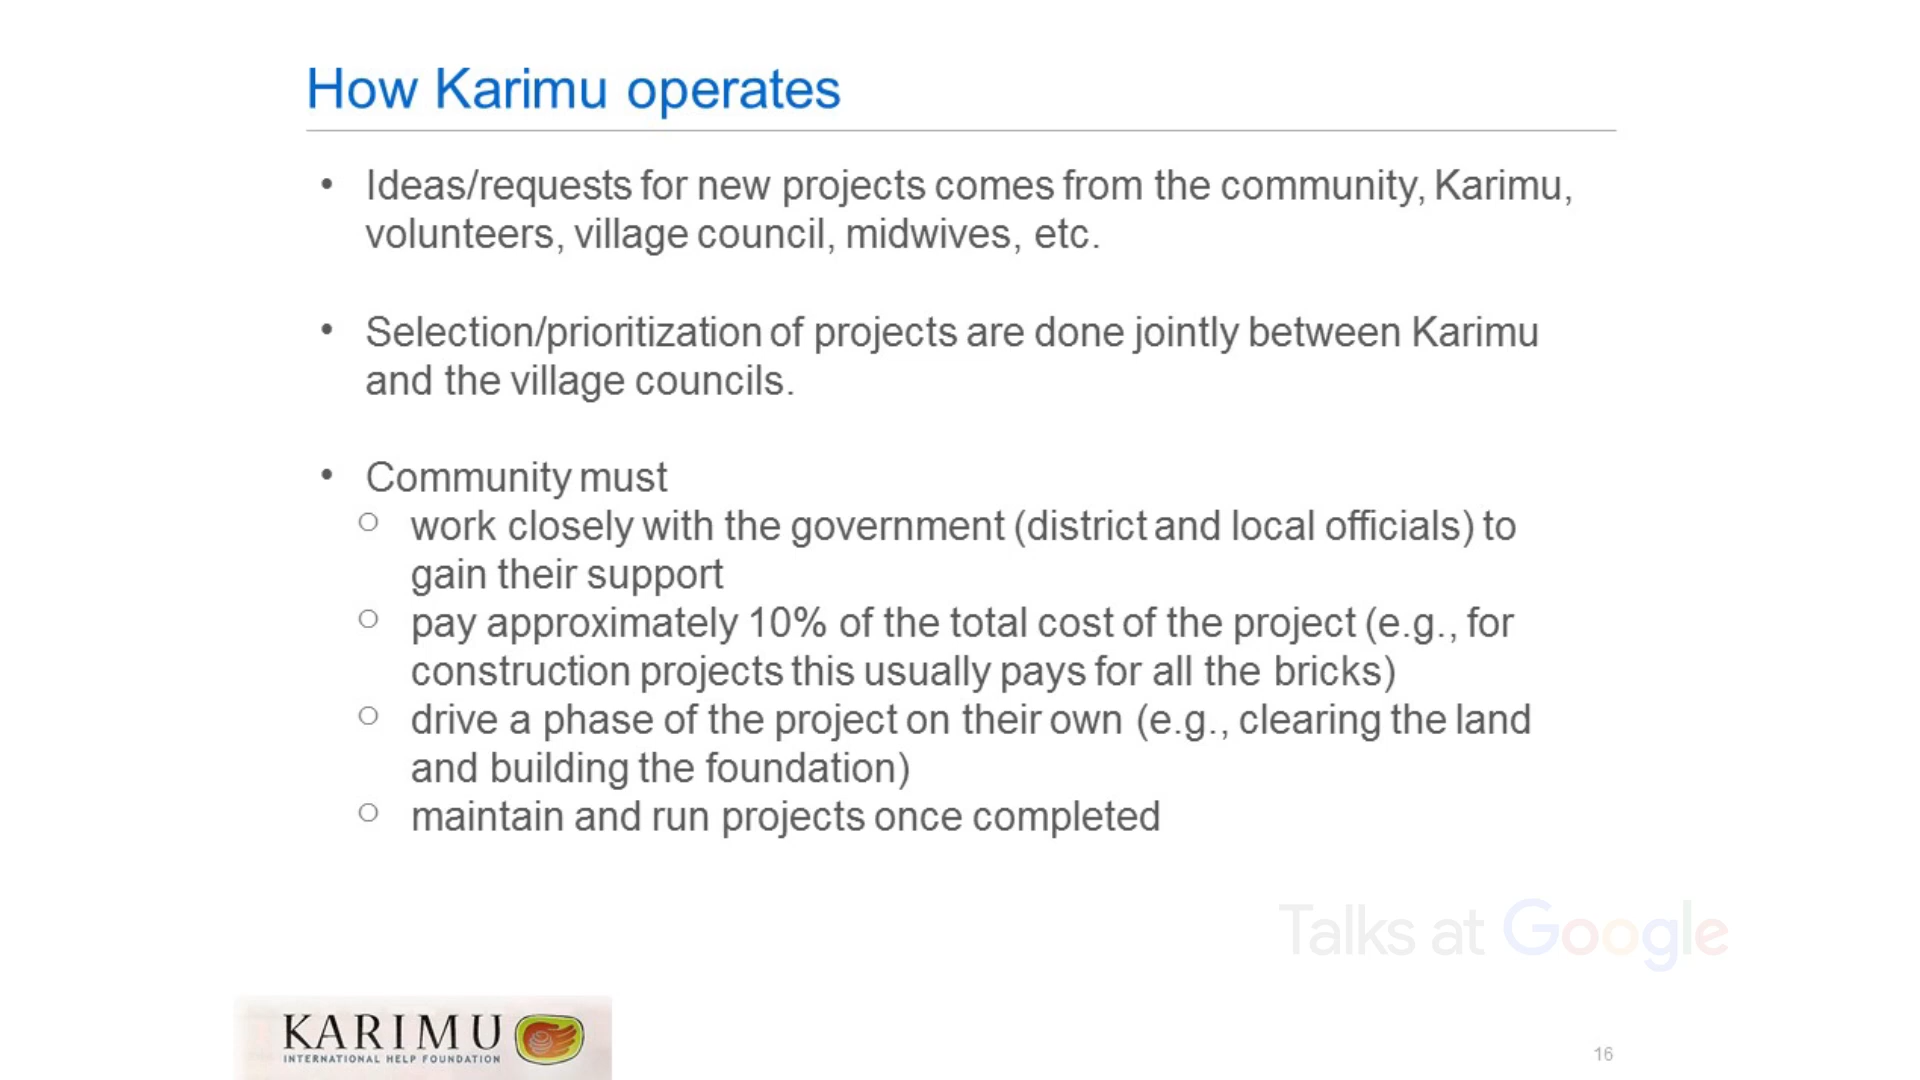 How Karimu operates
• Ideas/requests for new projects comes from the community, Karimu,
volunteers, village council, midwives, etc.
• Selection/prioritization of projects are done jointly between Karimu
and the village councils.
• Community must
○ work closely with the government (district and local officials) to
gain their support
○ pay approximately 10% of the total cost of the project (e.g., for
construction projects this usually pays for all the bricks)
○ drive a phase of the project on their own (e.g., clearing the land
and building the foundation)
○ maintain and run projects once completed
Talks at Google
KARIMU
INTERNATIONAL HELP FOUNDATION
16